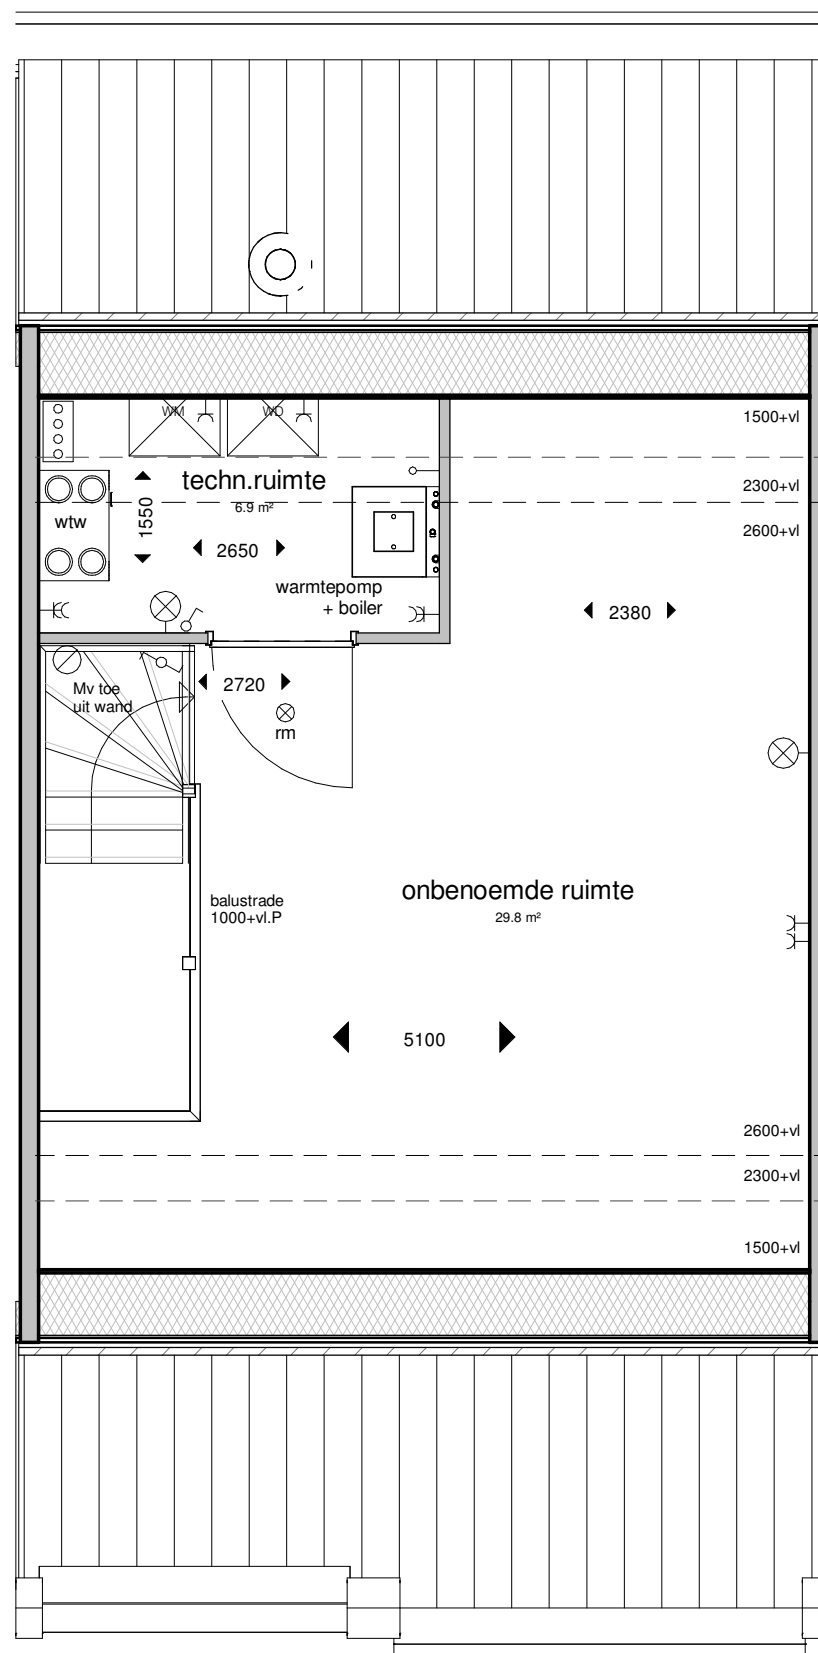 1500+vl
WM
WD
techn.ruimte
6.9 m²
2300+vl
wtw
1550
2650
2600+vl
warmtepomp
+ boiler
2380
Mv toe
uit wand
2720
rm
balustrade
1000+vl.P
onbenoemde ruimte
29.8 m²
5100
2600+vl
2300+vl
1500+vl